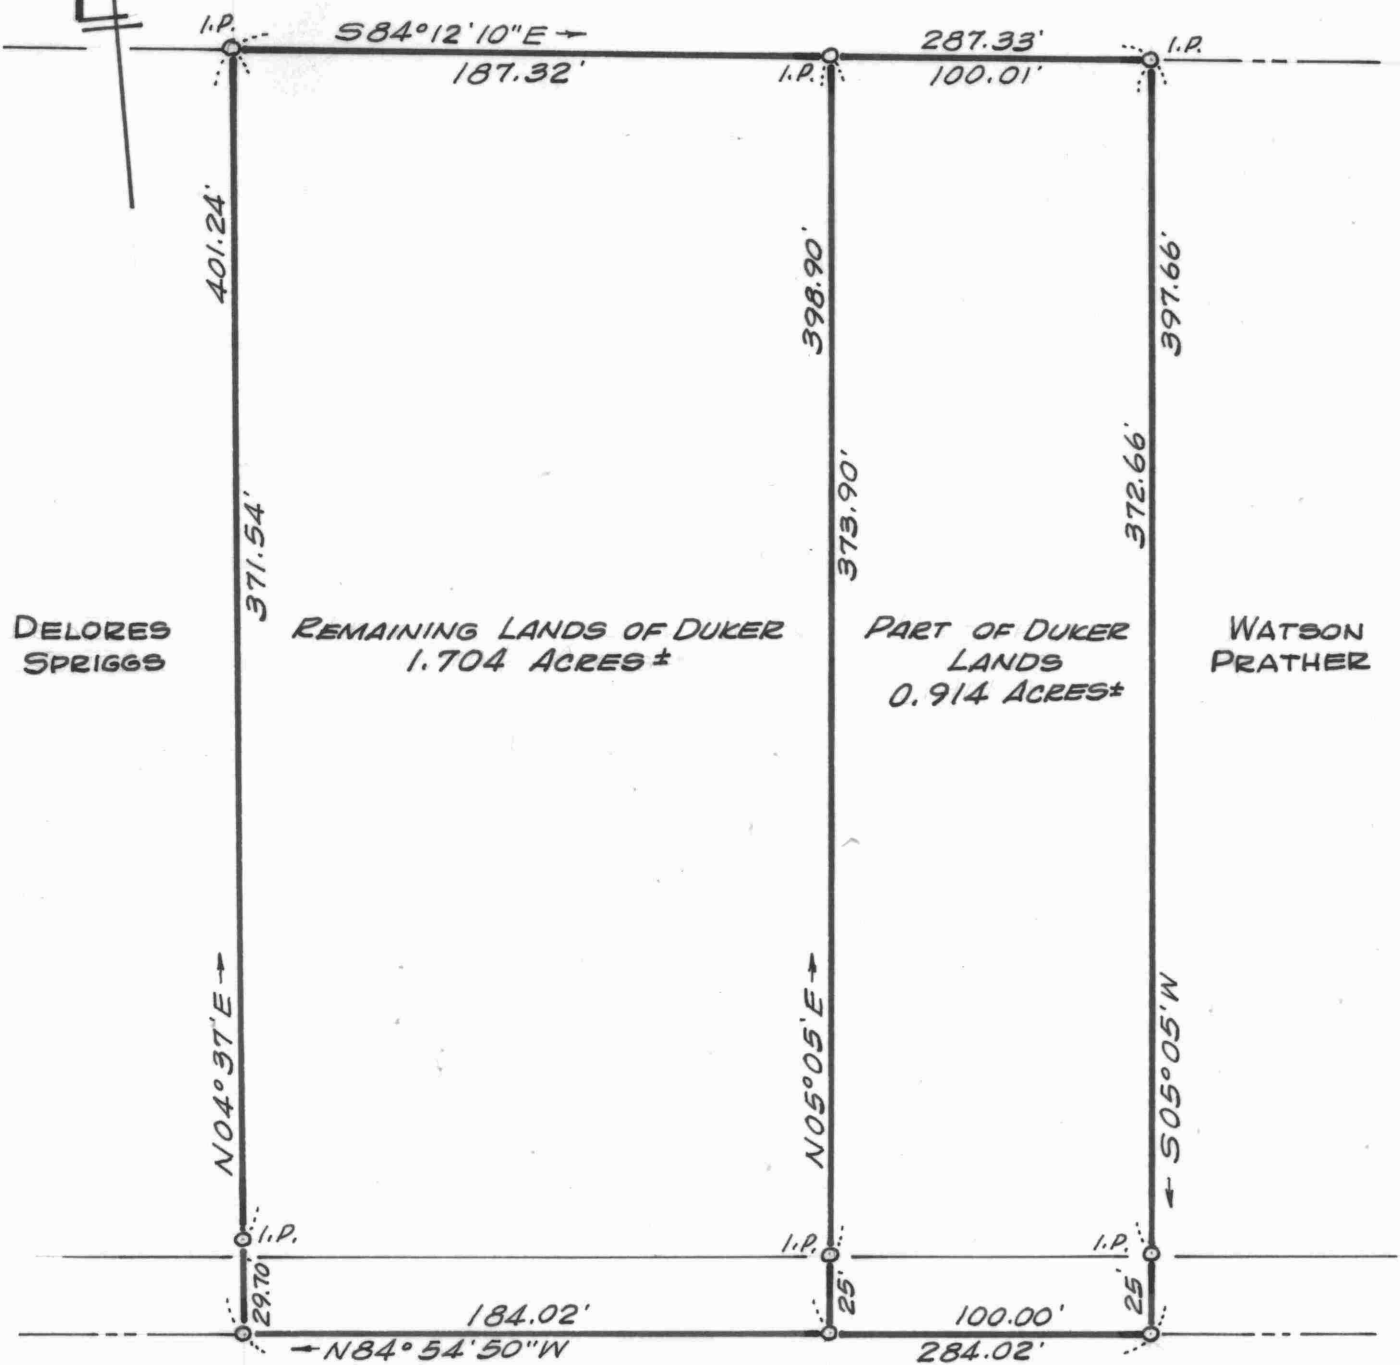 I.P.
S84°12'10"E →
187.32'
I.P.
287.33'
100.01'
I.P.
401.24'
371.54'
398.90'
373.90'
397.66'
372.66'
DELORES
SPRIGGS
REMAINING LANDS OF DUKER
1.704 ACRES±
PART OF DUKER
LANDS
0.914 ACRES±
WATSON
PRATHER
N04°37'E →
N05°05'E →
← S05°05'W
I.P.
I.P.
I.P.
29.70'
25'
25'
184.02'
← N84°54'50"W
100.00'
284.02'